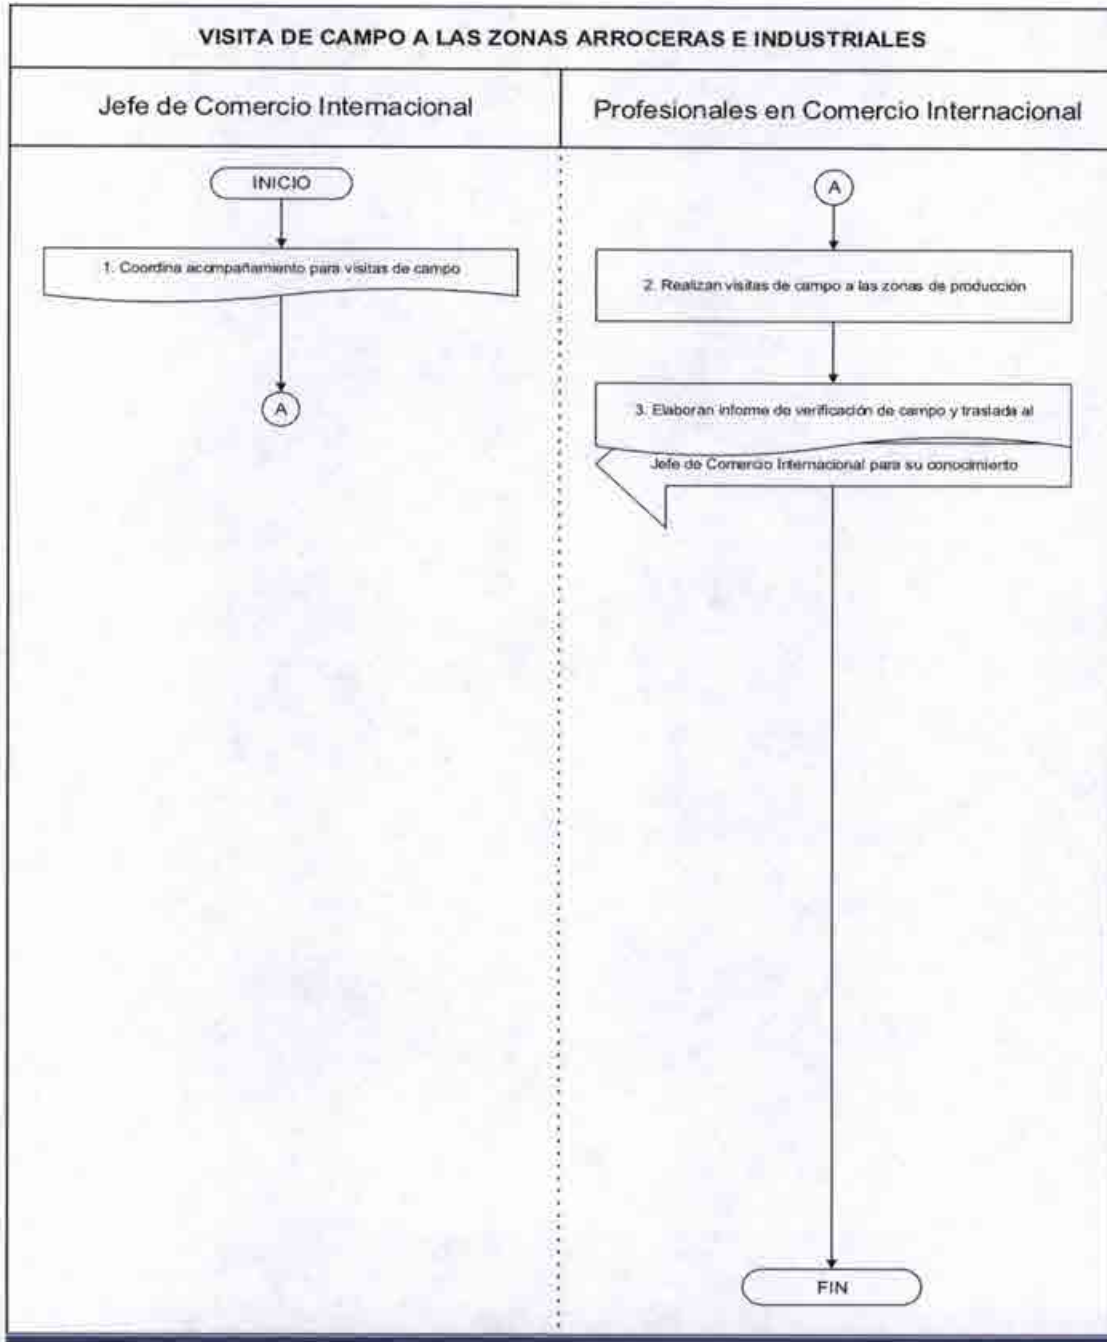 VISITA DE CAMPO A LAS ZONAS ARROCERAS E INDUSTRIALES
Jefe de Comercio Internacional
Profesionales en Comercio Internacional
INICIO
1. Coordina acompañamiento para visitas de campo
A
A
2. Realizan visitas de campo a las zonas de producción
3. Elaboran informe de verificación de campo y traslada al
Jefe de Comercio Internacional para su conocimiento
FIN